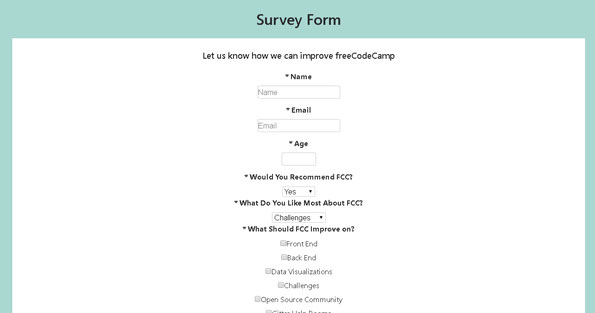 Survey Form
Let us know how we can improve freeCodeCamp
* Name
Name
* Email
Email
* Age
* Would You Recommend FCC?
Yes
* What Do You Like Most About FCC?
Challenges
* What Should FCC Improve on?
Front End
Back End
Data Visualizations
Challenges
Open Source Community